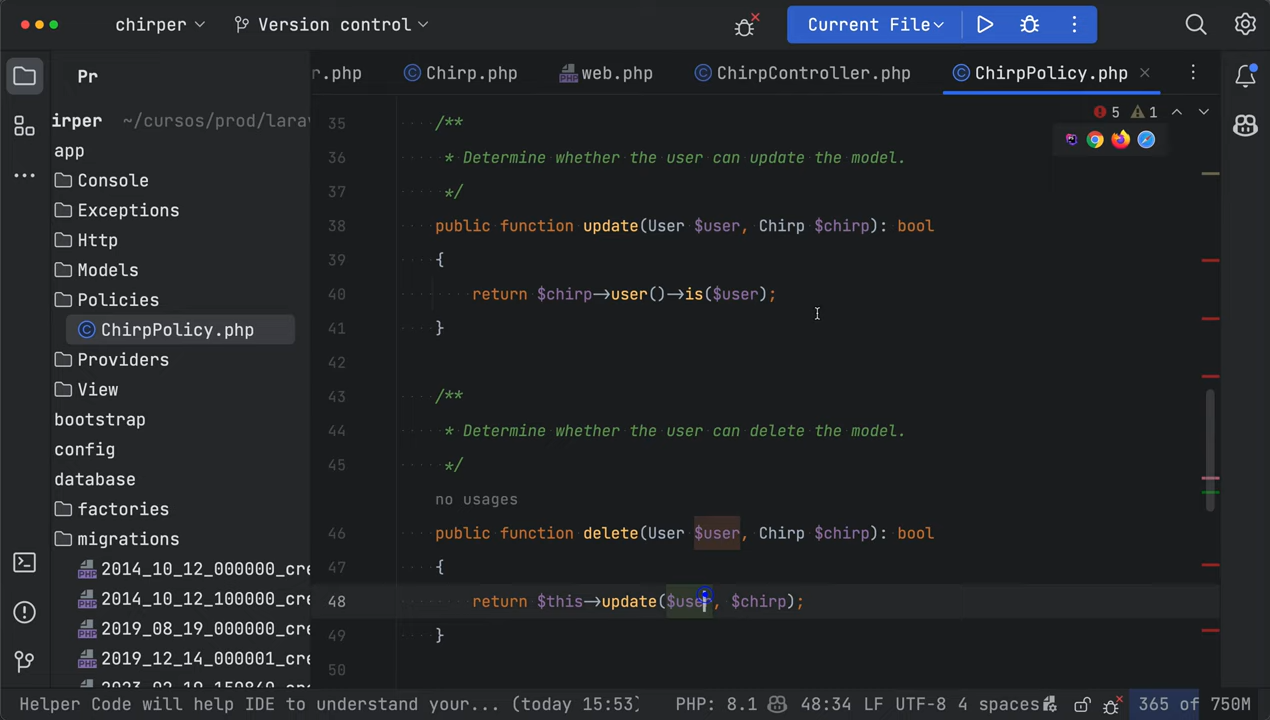 chirper Version control Current File
r.php Chirp.php web.php ChirpController.php ChirpPolicy.php
Pr
irper ~/cursos/prod/larav
app
Console
Exceptions
Http
Models
Policies
ChirpPolicy.php
Providers
View
bootstrap
config
database
factories
migrations
2014_10_12_000000_cre
2014_10_12_100000_cre
2019_08_19_000000_cre
2019_12_14_000001_cre
5 1
35 /**
36 * Determine whether the user can update the model.
37 */
38 public function update(User $user, Chirp $chirp): bool
39 {
40 return $chirp->user()->is($user);
41 }
42
43 /**
44 * Determine whether the user can delete the model.
45 */
no usages
46 public function delete(User $user, Chirp $chirp): bool
47 {
48 return $this->update($user, $chirp);
49 }
50
Helper Code will help IDE to understand your... (today 15:53) PHP: 8.1 48:34 LF UTF-8 4 spaces 365 of 750M